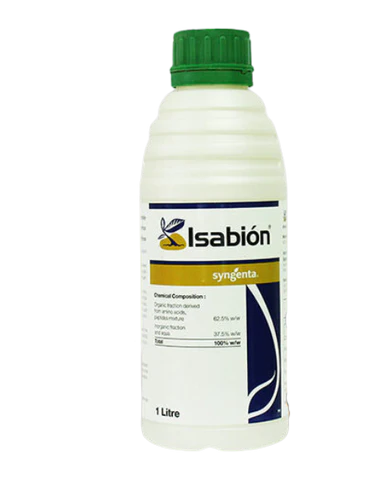 Isabión®
syngenta.
Chemical Composition :
Organic fraction derived
from amino acids,
peptides mixture 62.5% w/w
Inorganic fraction
and aqua. 37.5% w/w
Total 100% w/w
1 Litre